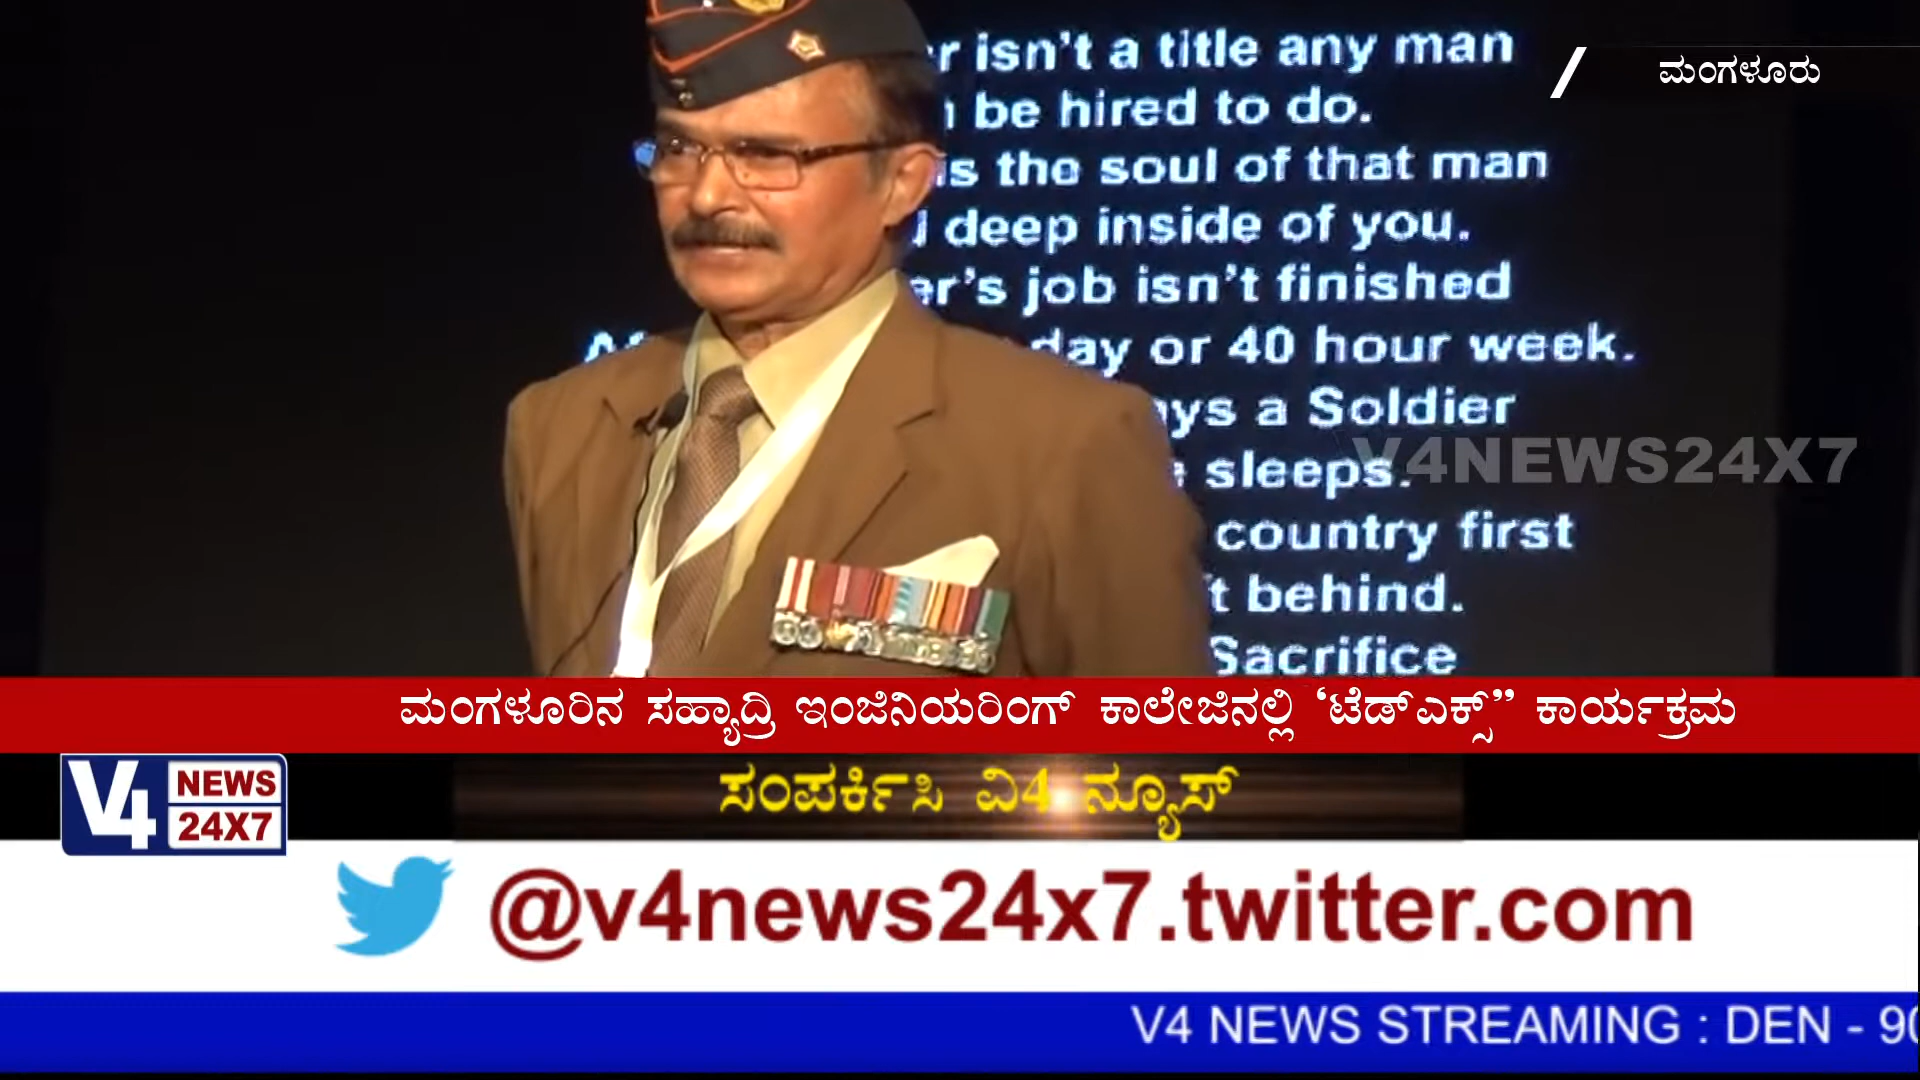 isn't a title any man
be hired to do.
is the soul of that man
deep inside of you.
job isn't finished
day or 40 hour week.
a Soldier
sleeps.
country first
behind.
Sacrifice
ಮಂಗಳೂರು
V4NEWS24X7
ಮಂಗಳೂರಿನ ಸಹ್ಯಾದ್ರಿ ಇಂಜಿನಿಯರಿಂಗ್ ಕಾಲೇಜಿನಲ್ಲಿ ‘ಟೆಡ್‌ಎಕ್ಸ್” ಕಾರ್ಯಕ್ರಮ
V4 NEWS 24X7
ಸಂಪರ್ಕಿಸಿ ವಿ4 ನ್ಯೂಸ್
@v4news24x7.twitter.com
V4 NEWS STREAMING : DEN - 90